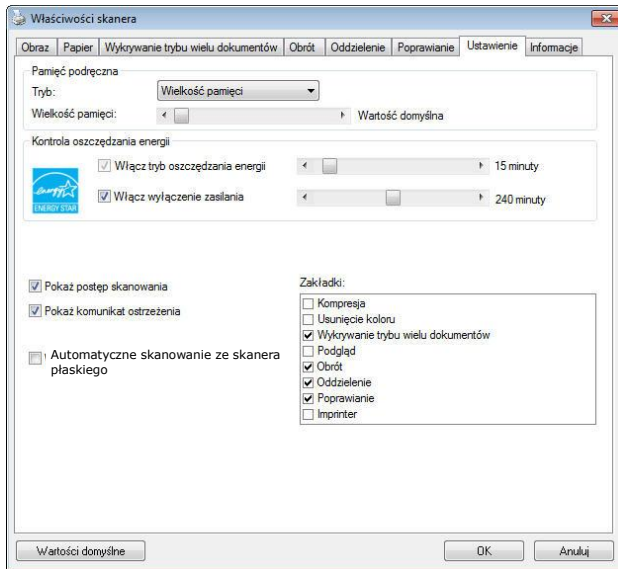 Właściwości skanera
Obraz Papier Wykrywanie trybu wielu dokumentów Obrót Oddzielenie Poprawianie Ustawienie Informacje
Pamięć podręczna
Tryb: Wielkość pamięci
Wielkość pamięci: Wartość domyślna
Kontrola oszczędzania energii
Włącz tryb oszczędzania energii 15 minuty
energy
ENERGY STAR
Włącz wyłączenie zasilania 240 minuty
Pokaż postęp skanowania
Pokaż komunikat ostrzeżenia
Automatyczne skanowanie ze skanera
płaskiego
Zakładki:
Kompresja
Usunięcie koloru
Wykrywanie trybu wielu dokumentów
Podgląd
Obrót
Oddzielenie
Poprawianie
Imprinter
Wartości domyślne OK Anuluj